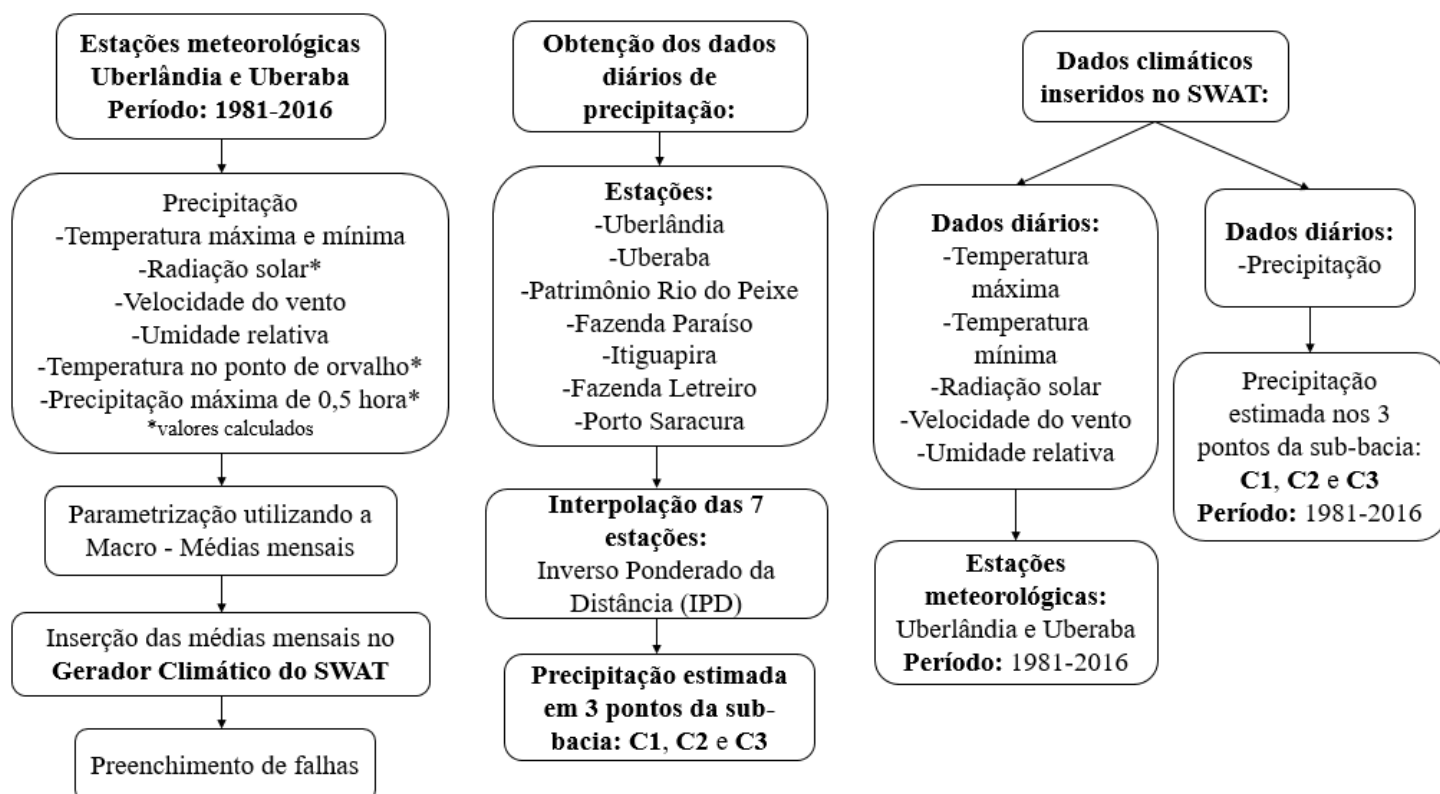 Estações meteorológicas
Uberlândia e Uberaba
Período: 1981-2016
Precipitação
-Temperatura máxima e mínima
-Radiação solar*
-Velocidade do vento
-Umidade relativa
-Temperatura no ponto de orvalho*
-Precipitação máxima de 0,5 hora*
*valores calculados
Parametrização utilizando a
Macro - Médias mensais
Inserção das médias mensais no
Gerador Climático do SWAT
Preenchimento de falhas
Obtenção dos dados
diários de
precipitação:
Estações:
-Uberlândia
-Uberaba
-Patrimônio Rio do Peixe
-Fazenda Paraíso
-Itiguapira
-Fazenda Letreiro
-Porto Saracura
Interpolação das 7
estações:
Inverso Ponderado da
Distância (IPD)
Precipitação estimada
em 3 pontos da sub-
bacia: C1, C2 e C3
Dados climáticos
inseridos no SWAT:
Dados diários:
-Temperatura
máxima
-Temperatura
mínima
-Radiação solar
-Velocidade do vento
-Umidade relativa
Estações
meteorológicas:
Uberlândia e Uberaba
Período: 1981-2016
Dados diários:
-Precipitação
Precipitação
estimada nos 3
pontos da sub-bacia:
C1, C2 e C3
Período: 1981-2016